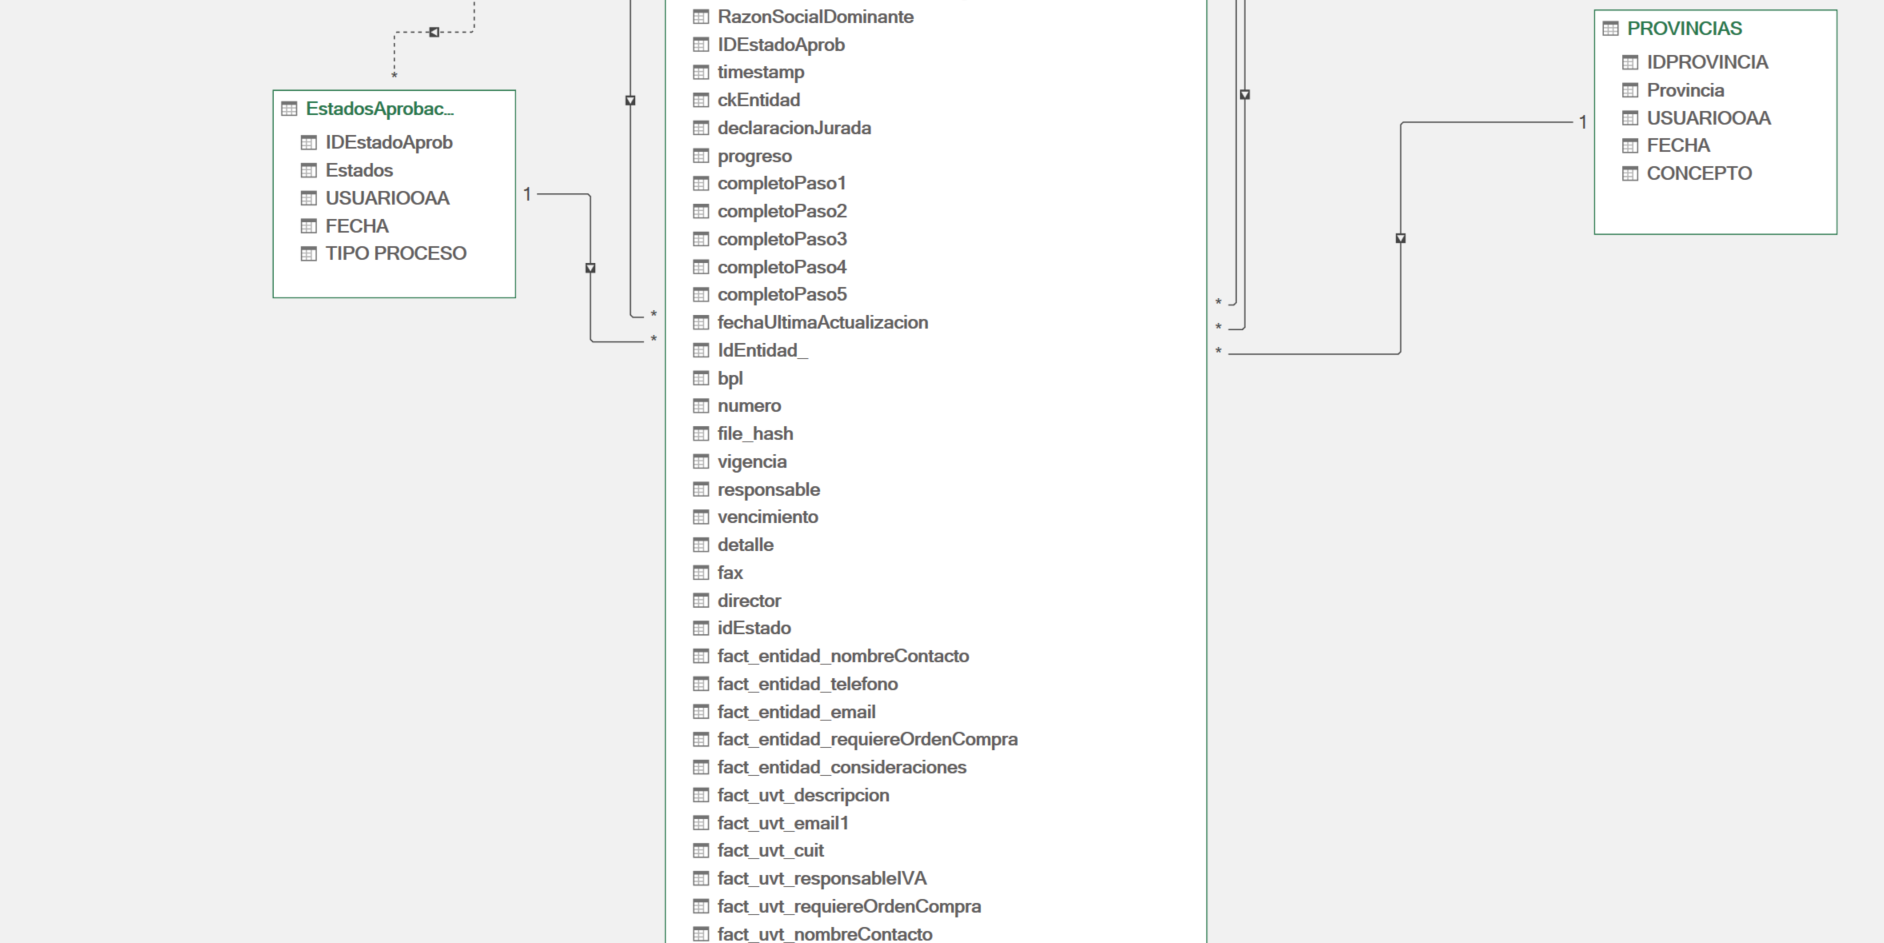 EstadosAprobac...
IDEstadoAprob
Estados
USUARIOOAA
FECHA
TIPO PROCESO
*
1
*
*
RazonSocialDominante
IDEstadoAprob
timestamp
ckEntidad
declaracionJurada
progreso
completoPaso1
completoPaso2
completoPaso3
completoPaso4
completoPaso5
fechaUltimaActualizacion
IdEntidad_
bpl
numero
file_hash
vigencia
responsable
vencimiento
detalle
fax
director
idEstado
fact_entidad_nombreContacto
fact_entidad_telefono
fact_entidad_email
fact_entidad_requiereOrdenCompra
fact_entidad_consideraciones
fact_uvt_descripcion
fact_uvt_email1
fact_uvt_cuit
fact_uvt_responsableIVA
fact_uvt_requiereOrdenCompra
fact_uvt_nombreContacto
*
*
*
1
PROVINCIAS
IDPROVINCIA
Provincia
USUARIOOAA
FECHA
CONCEPTO